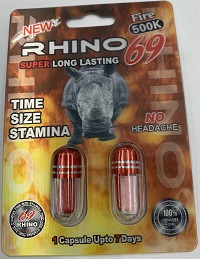 NEW
Fire
500K
RHINO 69
SUPER LONG LASTING
TIME
SIZE
STAMINA
NO
HEADACHE
69
100%
1 Capsule Upto 7 Days